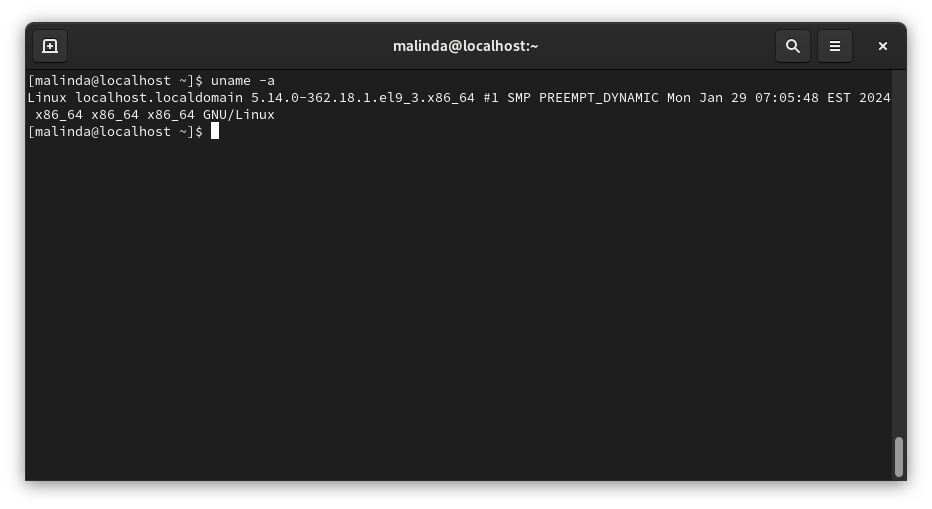 malinda@localhost:~
[malinda@localhost ~]$ uname -a
Linux localhost.localdomain 5.14.0-362.18.1.el9_3.x86_64 #1 SMP PREEMPT_DYNAMIC Mon Jan 29 07:05:48 EST 2024
 x86_64 x86_64 x86_64 GNU/Linux
[malinda@localhost ~]$